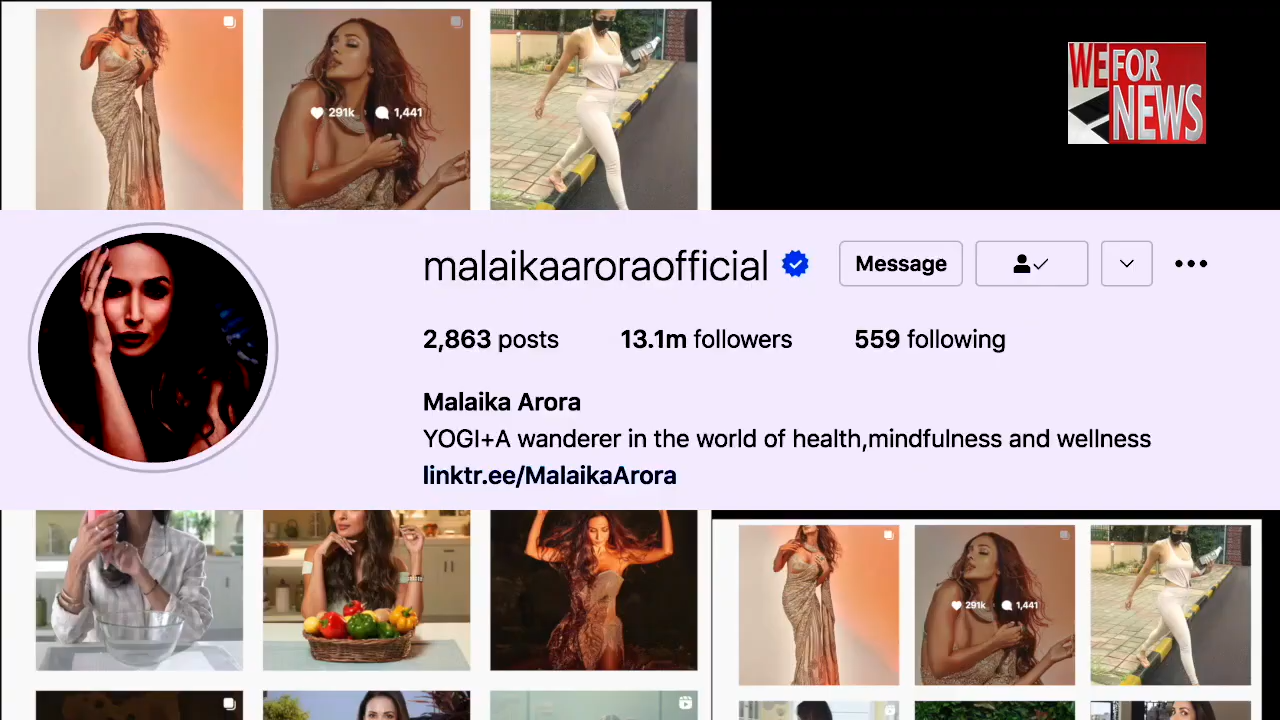 291k 1,441
WE FOR
NEWS
malaikaaroraofficial
Message
2,863 posts 13.1m followers 559 following
Malaika Arora
YOGI+A wanderer in the world of health,mindfulness and wellness
linktr.ee/MalaikaArora
291k 1,441